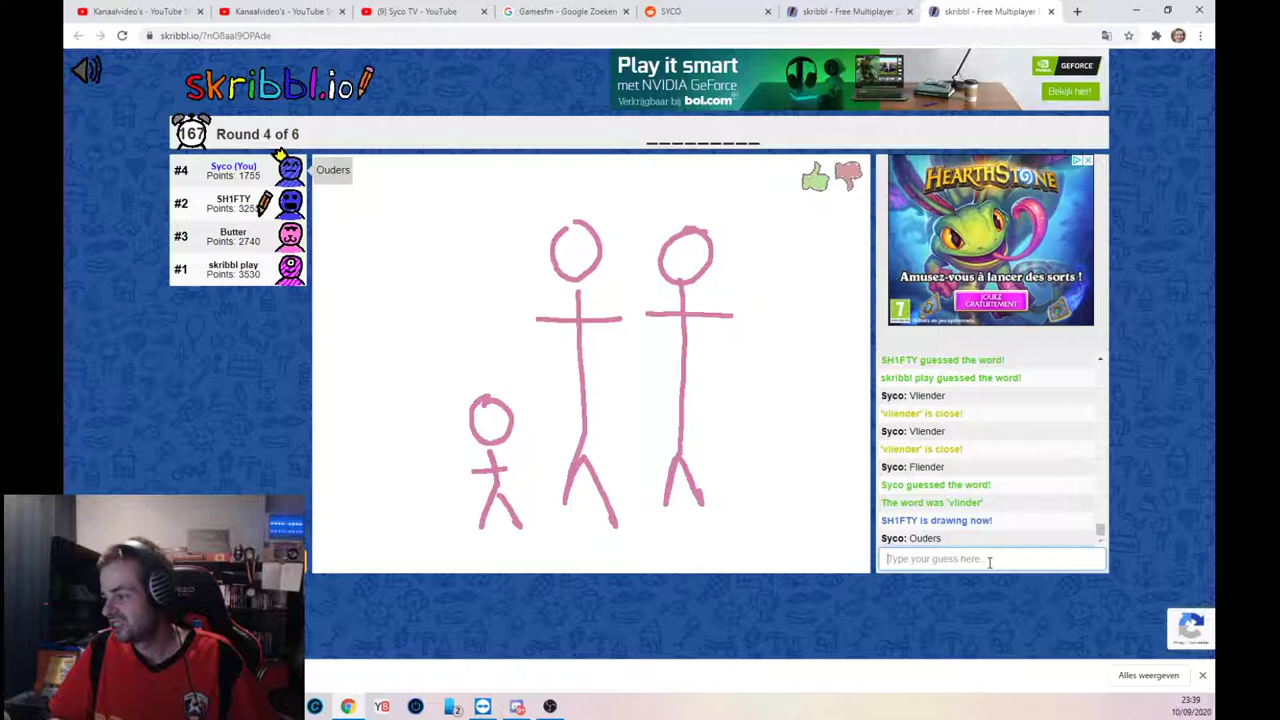 Kanaalvideo's - YouTube S
Kanaalvideo's - YouTube S
(9) Syco TV - YouTube
Gamesfm - Google Zoeken
SYCO
skribbl - Free Multiplayer
skribbl - Free Multiplayer
skribbl.io/?nO8aaI9OPAde
skribbl.io
Play it smart
met NVIDIA GeForce
Verkrijgbaar bij bol.com
NVIDIA GEFORCE
Bekijk hier!
167
Round 4 of 6
#4
Syco (You)
Points: 1755
#2
SH1FTY
Points: 3255
#3
Butter
Points: 2740
#1
skribbl play
Points: 3530
Ouders
HEARTHSTONE
Amusez-vous à lancer des sorts !
JOUEZ
GRATUITEMENT
7
SH1FTY guessed the word!
skribbl play guessed the word!
Syco: Vliender
'vliender' is close!
Syco: Vliender
'vliender' is close!
Syco: Fliender
Syco guessed the word!
The word was 'vlinder'
SH1FTY is drawing now!
Syco: Ouders
Type your guess here...
Alles weergeven
23:39
10/09/2020